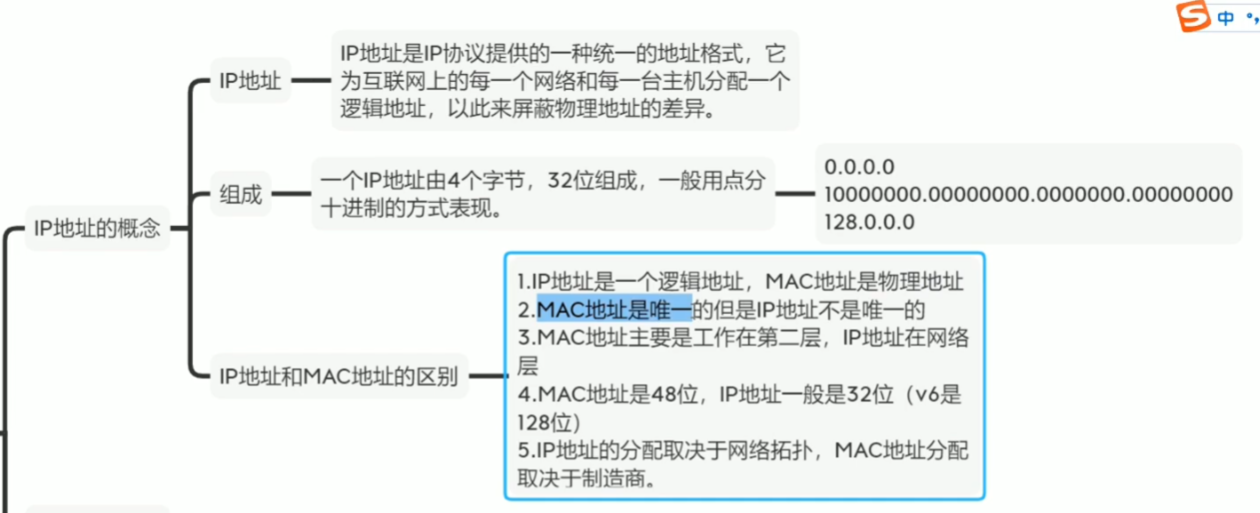 中
IP地址是IP协议提供的一种统一的地址格式，它
为互联网上的每一个网络和每一台主机分配一个
逻辑地址，以此来屏蔽物理地址的差异。
IP地址
一个IP地址由4个字节，32位组成，一般用点分
十进制的方式表现。
组成
0.0.0.0
10000000.00000000.0000000.00000000
128.0.0.0
IP地址的概念
1.IP地址是一个逻辑地址，MAC地址是物理地址
2.MAC地址是唯一的但是IP地址不是唯一的
3.MAC地址主要是工作在第二层，IP地址在网络
层
4.MAC地址是48位，IP地址一般是32位（v6是
128位）
5.IP地址的分配取决于网络拓扑，MAC地址分配
取决于制造商。
IP地址和MAC地址的区别